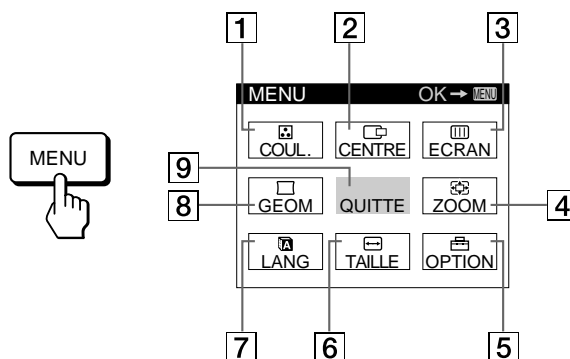 1 2 3
MENU OK→ MENU
MENU
COUL. CENTRE ECRAN
9
8 GEOM QUITTE ZOOM 4
LANG TAILLE OPTION
7 6 5